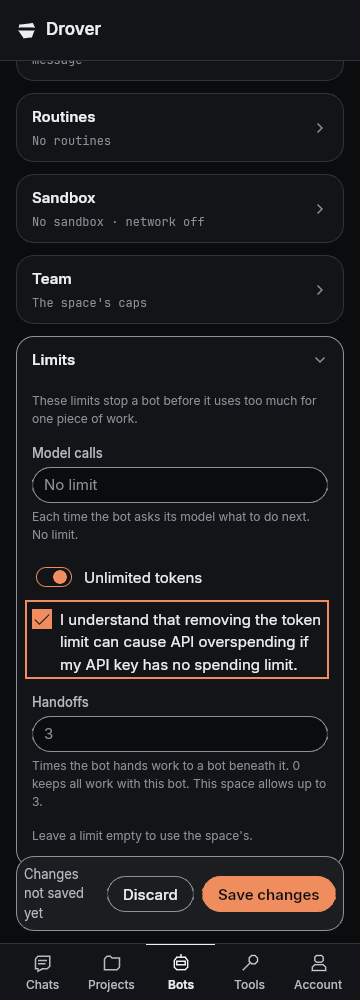 Drover
message
Routines
No routines
Sandbox
No sandbox · network off
Team
The space's caps
Limits
These limits stop a bot before it uses too much for
one piece of work.
Model calls
No limit
Each time the bot asks its model what to do next.
No limit.
Unlimited tokens
I understand that removing the token
limit can cause API overspending if
my API key has no spending limit.
Handoffs
3
Times the bot hands work to a bot beneath it. 0
keeps all work with this bot. This space allows up to
3.
Leave a limit empty to use the space's.
Changes
not saved
yet
Discard
Save changes
Chats
Projects
Bots
Tools
Account